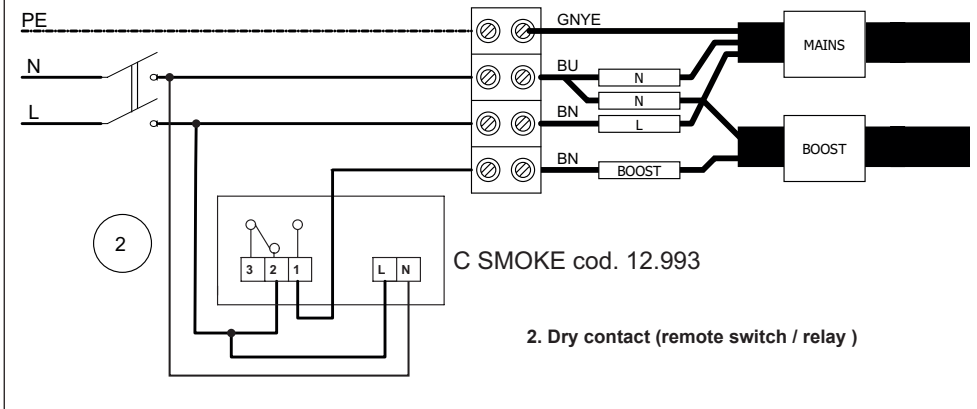 PE
GNYE
MAINS
N
BU
N
N
L
BN
L
BOOST
BN
BOOST
2
3 2 1
L N
C SMOKE cod. 12.993
2. Dry contact (remote switch / relay )